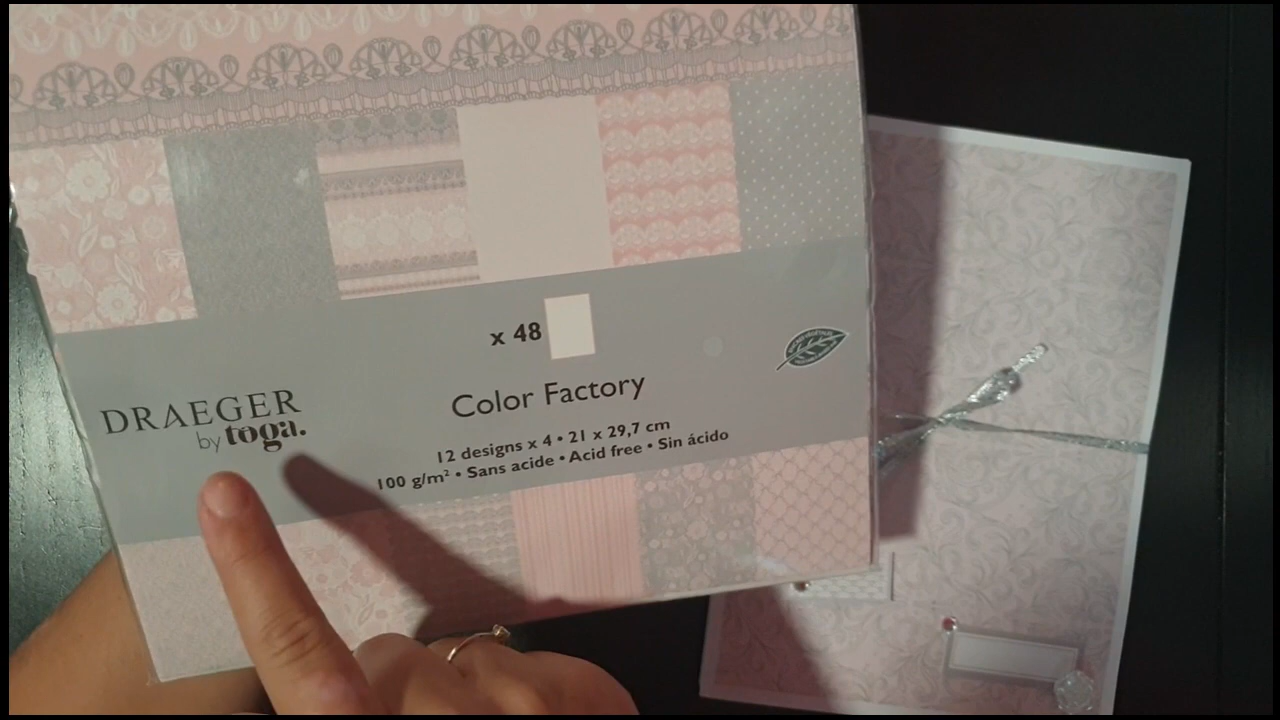 x 48
DRAEGER
by toga.
Color Factory
12 designs x 4 • 21 x 29,7 cm
100 g/m² • Sans acide • Acid free • Sin ácido